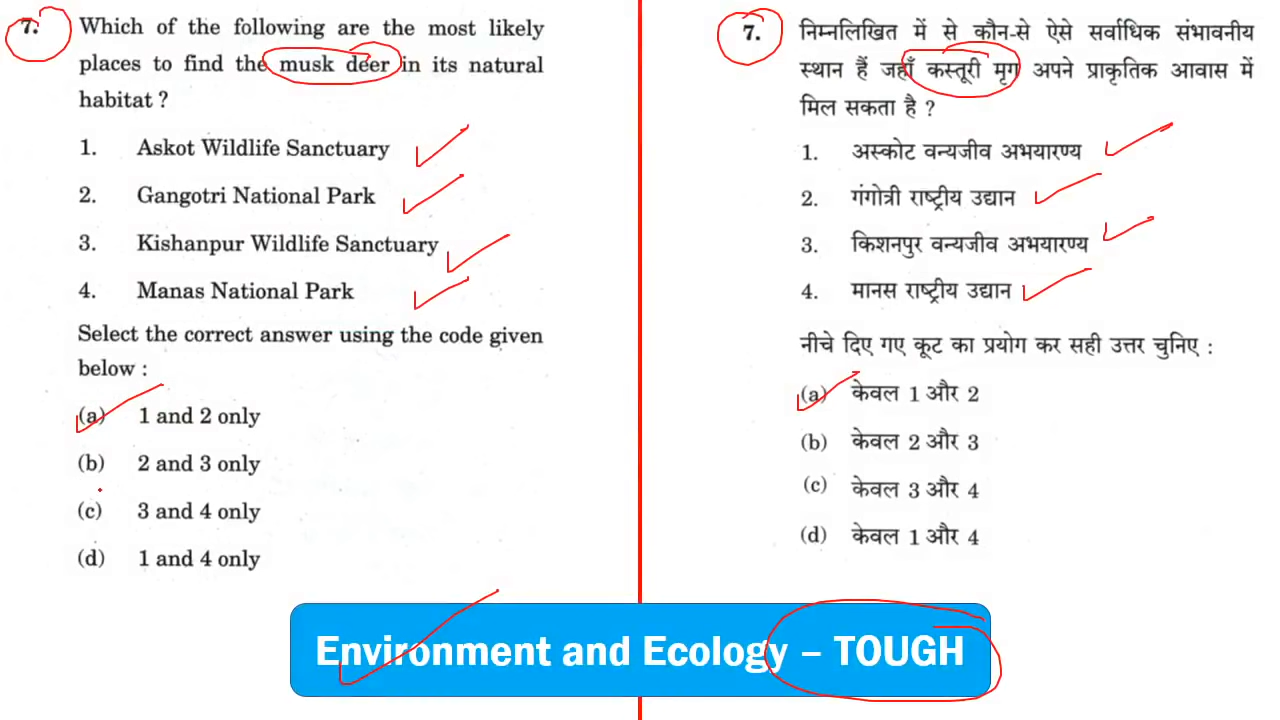 7. Which of the following are the most likely
places to find the musk deer in its natural
habitat ?
1. Askot Wildlife Sanctuary
2. Gangotri National Park
3. Kishanpur Wildlife Sanctuary
4. Manas National Park
Select the correct answer using the code given
below :
(a) 1 and 2 only
(b) 2 and 3 only
(c) 3 and 4 only
(d) 1 and 4 only
7. निम्नलिखित में से कौन-से ऐसे सर्वाधिक संभावनीय
स्थान हैं जहाँ कस्तूरी मृग अपने प्राकृतिक आवास में
मिल सकता है ?
1. अस्कोट वन्यजीव अभयारण्य
2. गंगोत्री राष्ट्रीय उद्यान
3. किशनपुर वन्यजीव अभयारण्य
4. मानस राष्ट्रीय उद्यान
नीचे दिए गए कूट का प्रयोग कर सही उत्तर चुनिए :
(a) केवल 1 और 2
(b) केवल 2 और 3
(c) केवल 3 और 4
(d) केवल 1 और 4
Environment and Ecology – TOUGH